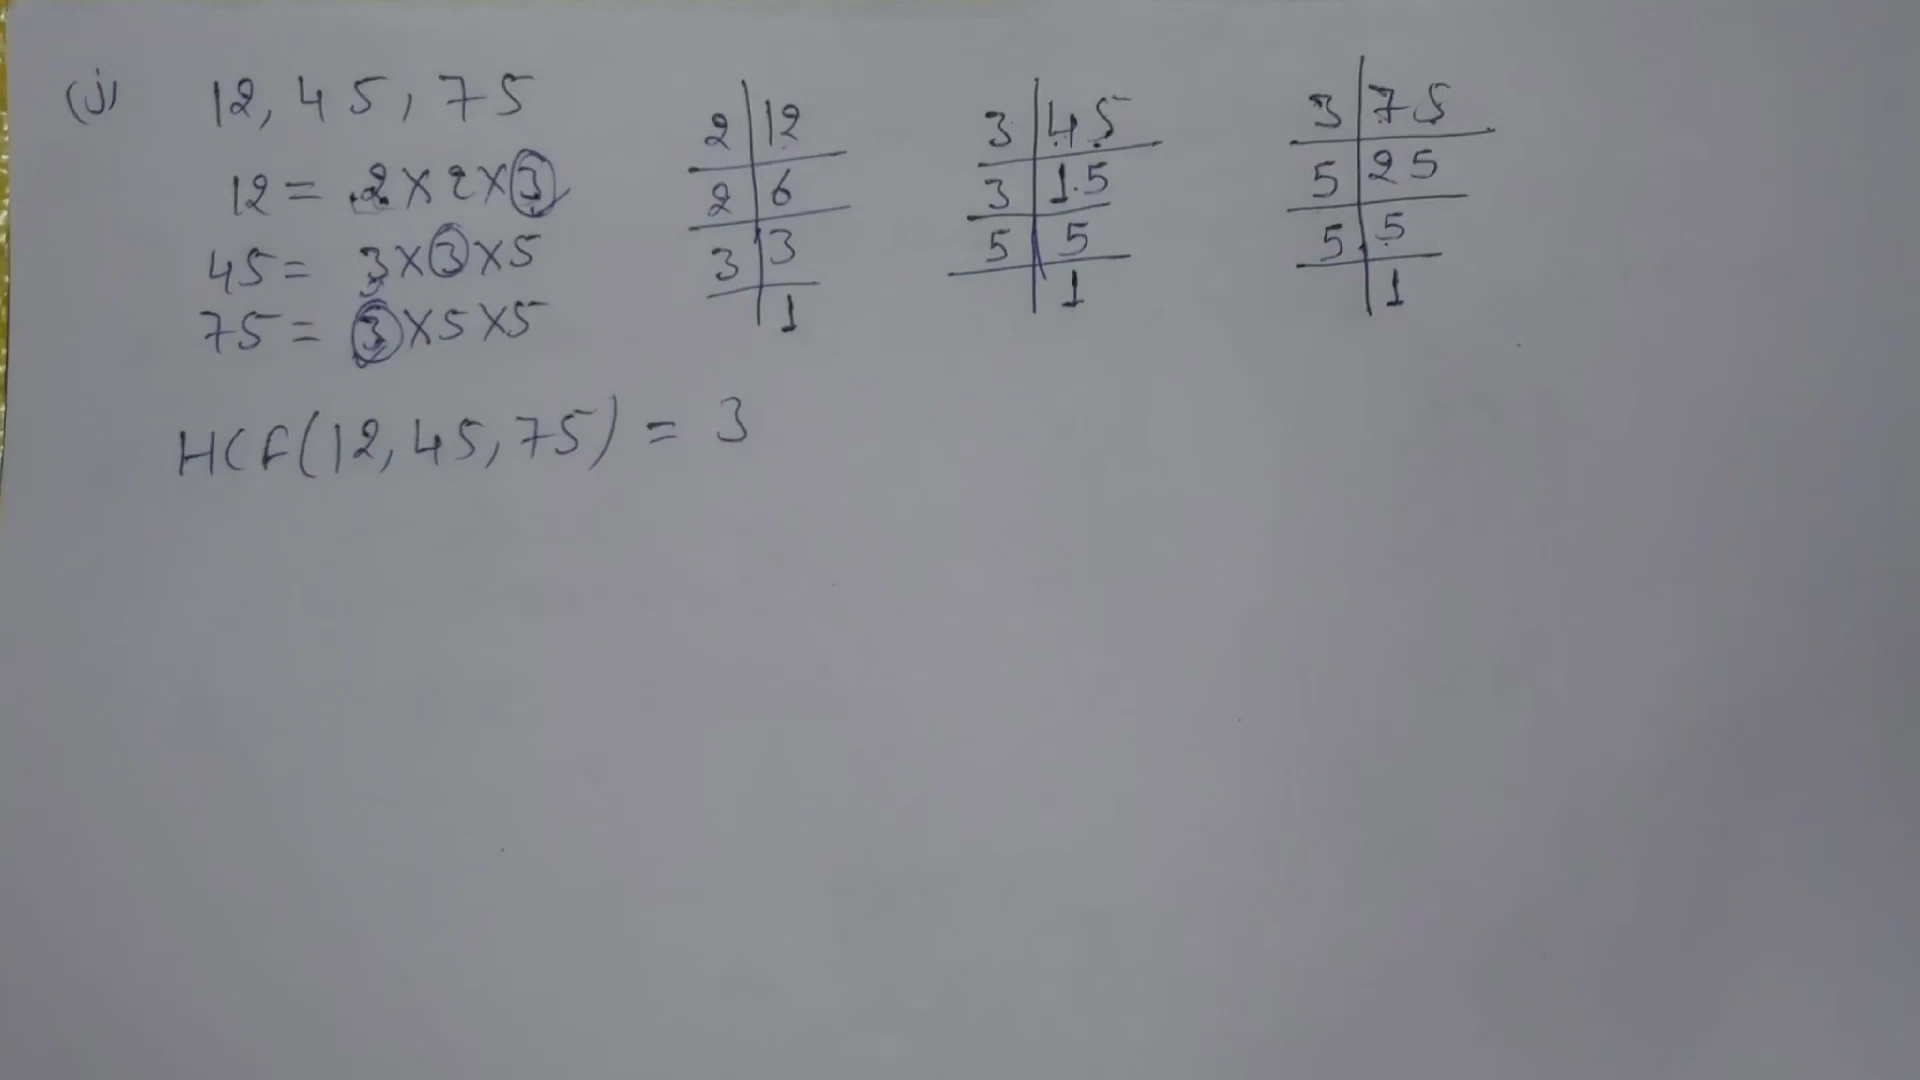 (j) 12, 45, 75
12 = 2 x 2 x 3
45 = 3 x 3 x 5
75 = 3 x 5 x 5
HCF(12, 45, 75) = 3
2 | 12
2 | 6
3 | 3
1
3 | 45
3 | 15
5 | 5
1
3 | 75
5 | 25
5 | 5
1